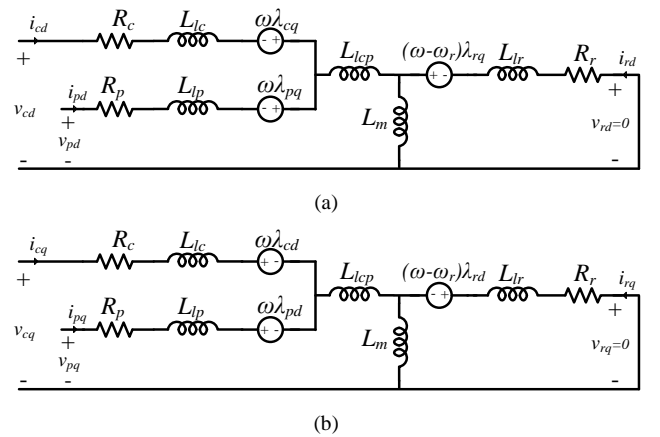 i_cd R_c L_lc ωλ_cq
- +
+
L_lcp (ω-ω_r)λ_rq L_lr R_r i_rd
+ -
v_cd i_pd R_p L_lp ωλ_pq
- +
+ +
v_pd L_m v_rd=0
- - -
(a)
i_cq R_c L_lc ωλ_cd
+ -
+
L_lcp (ω-ω_r)λ_rd L_lr R_r i_rq
- +
v_cq i_pq R_p L_lp ωλ_pd
+ -
+ +
v_pq L_m v_rq=0
- - -
(b)